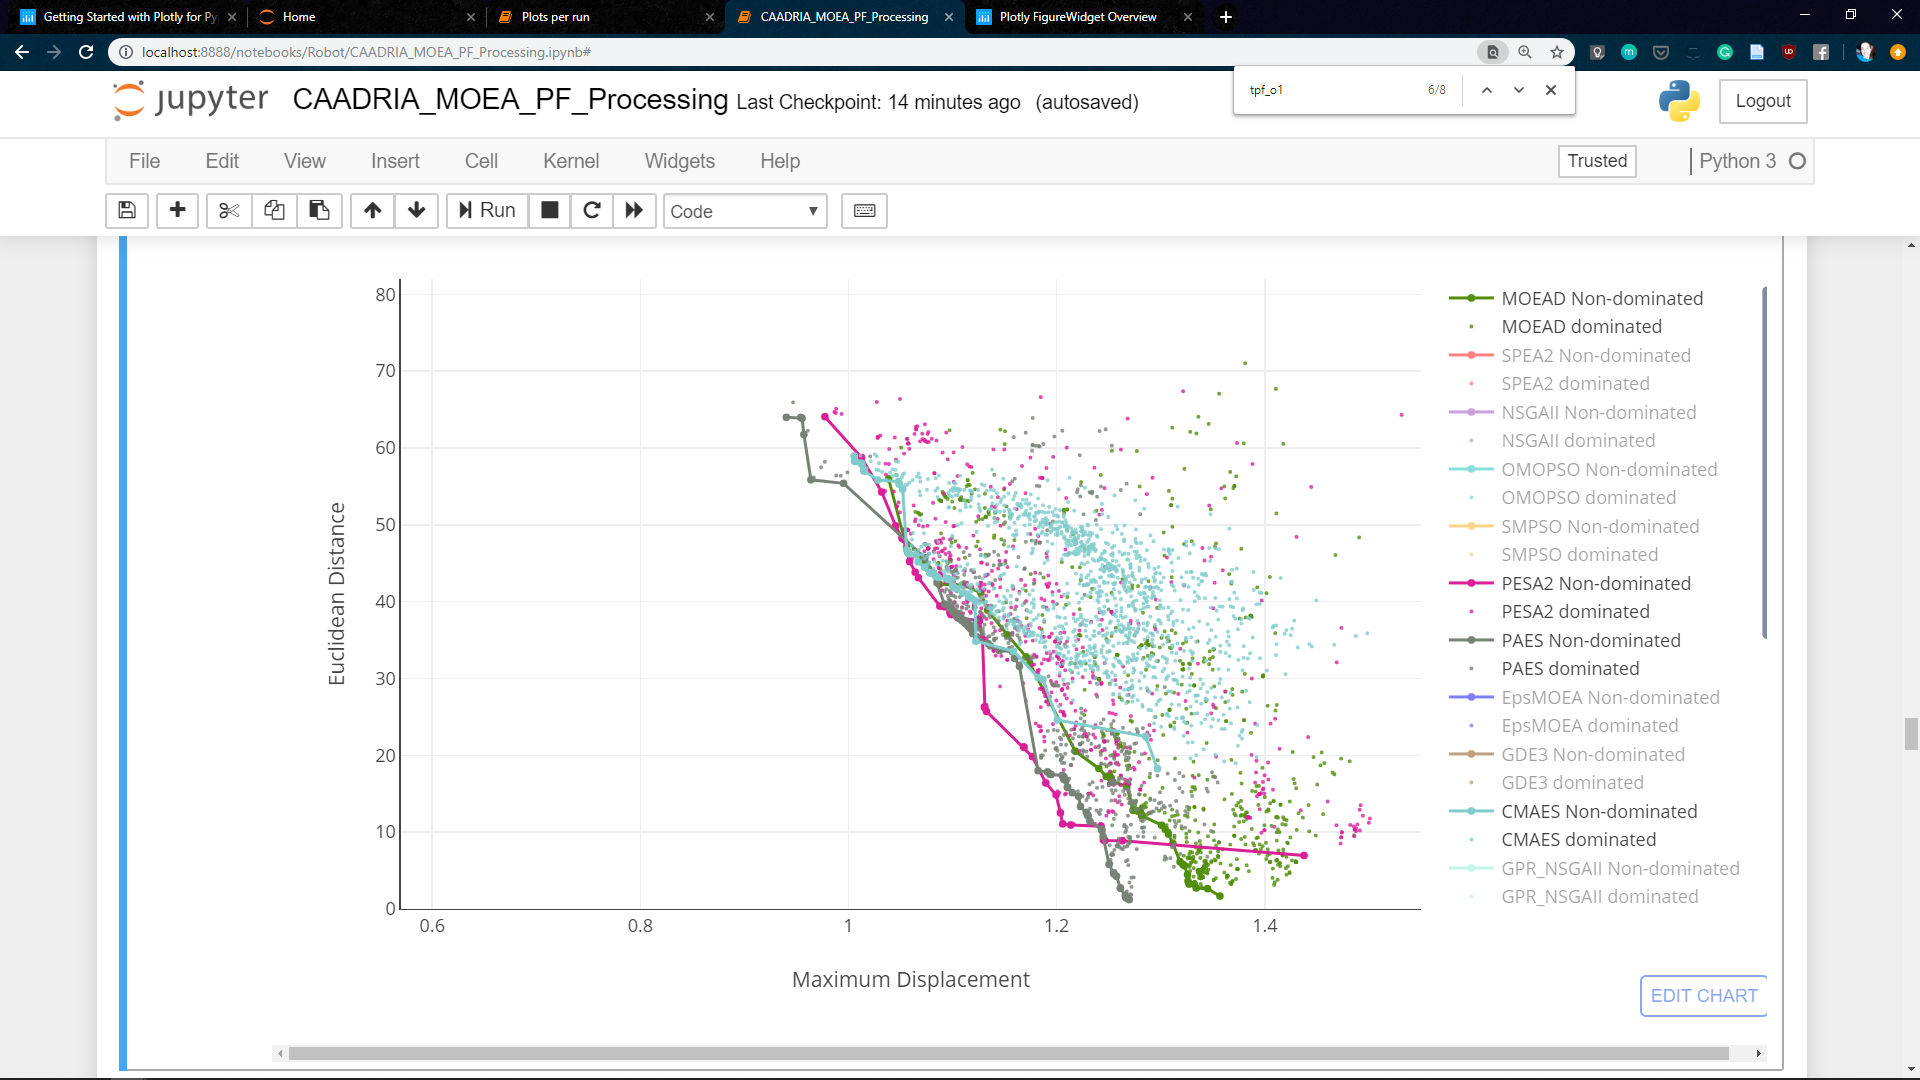 Getting Started with Plotly for Py
Home
Plots per run
CAADRIA_MOEA_PF_Processing
Plotly FigureWidget Overview
localhost:8888/notebooks/Robot/CAADRIA_MOEA_PF_Processing.ipynb#
tpf_o1 6/8
jupyter CAADRIA_MOEA_PF_Processing Last Checkpoint: 14 minutes ago (autosaved)
Logout
File Edit View Insert Cell Kernel Widgets Help
Trusted Python 3
Run Code
80
70
60
50
40
30
20
10
0
Euclidean Distance
0.6 0.8 1 1.2 1.4
Maximum Displacement
MOEAD Non-dominated
MOEAD dominated
SPEA2 Non-dominated
SPEA2 dominated
NSGAII Non-dominated
NSGAII dominated
OMOPSO Non-dominated
OMOPSO dominated
SMPSO Non-dominated
SMPSO dominated
PESA2 Non-dominated
PESA2 dominated
PAES Non-dominated
PAES dominated
EpsMOEA Non-dominated
EpsMOEA dominated
GDE3 Non-dominated
GDE3 dominated
CMAES Non-dominated
CMAES dominated
GPR_NSGAII Non-dominated
GPR_NSGAII dominated
EDIT CHART